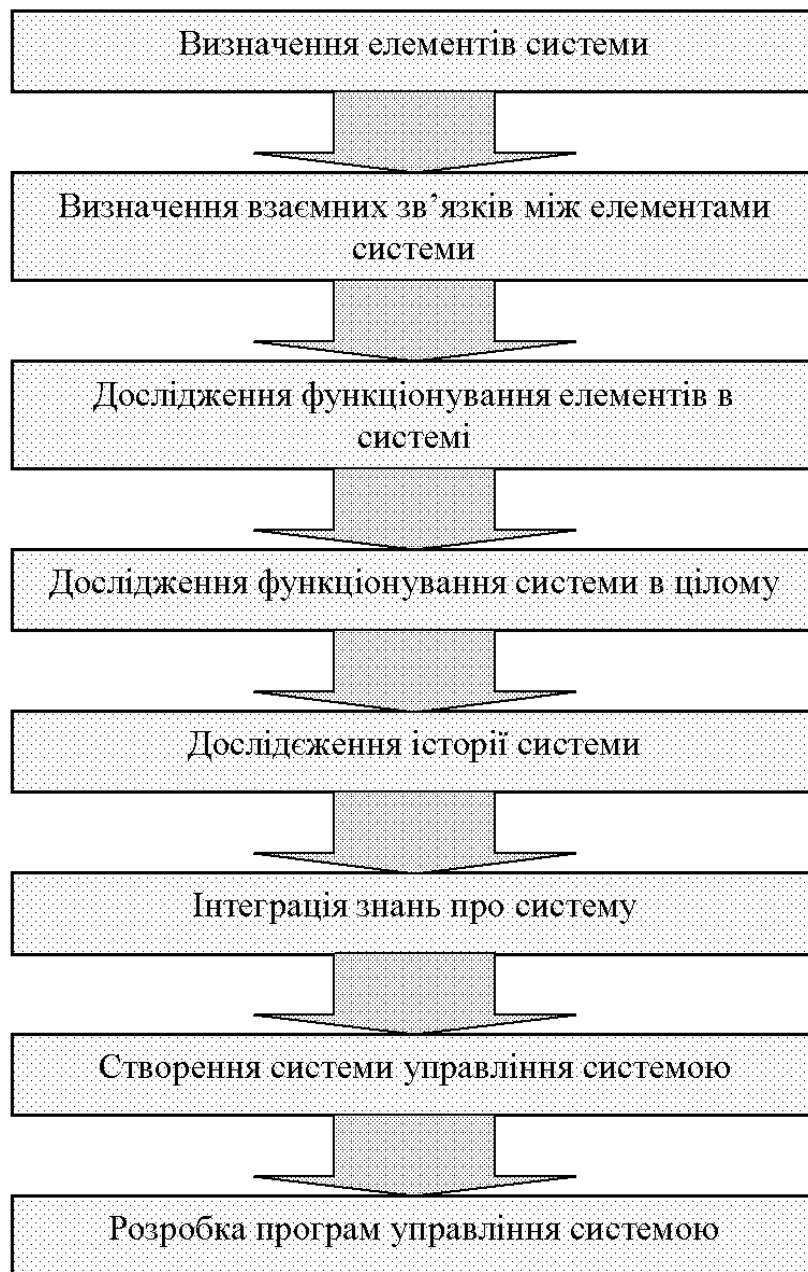 Визначення елементів системи
Визначення взаємних зв’язків між елементами
системи
Дослідження функціонування елементів в
системі
Дослідження функціонування системи в цілому
Дослідєження історії системи
Інтеграція знань про систему
Створення системи управління системою
Розробка програм управління системою